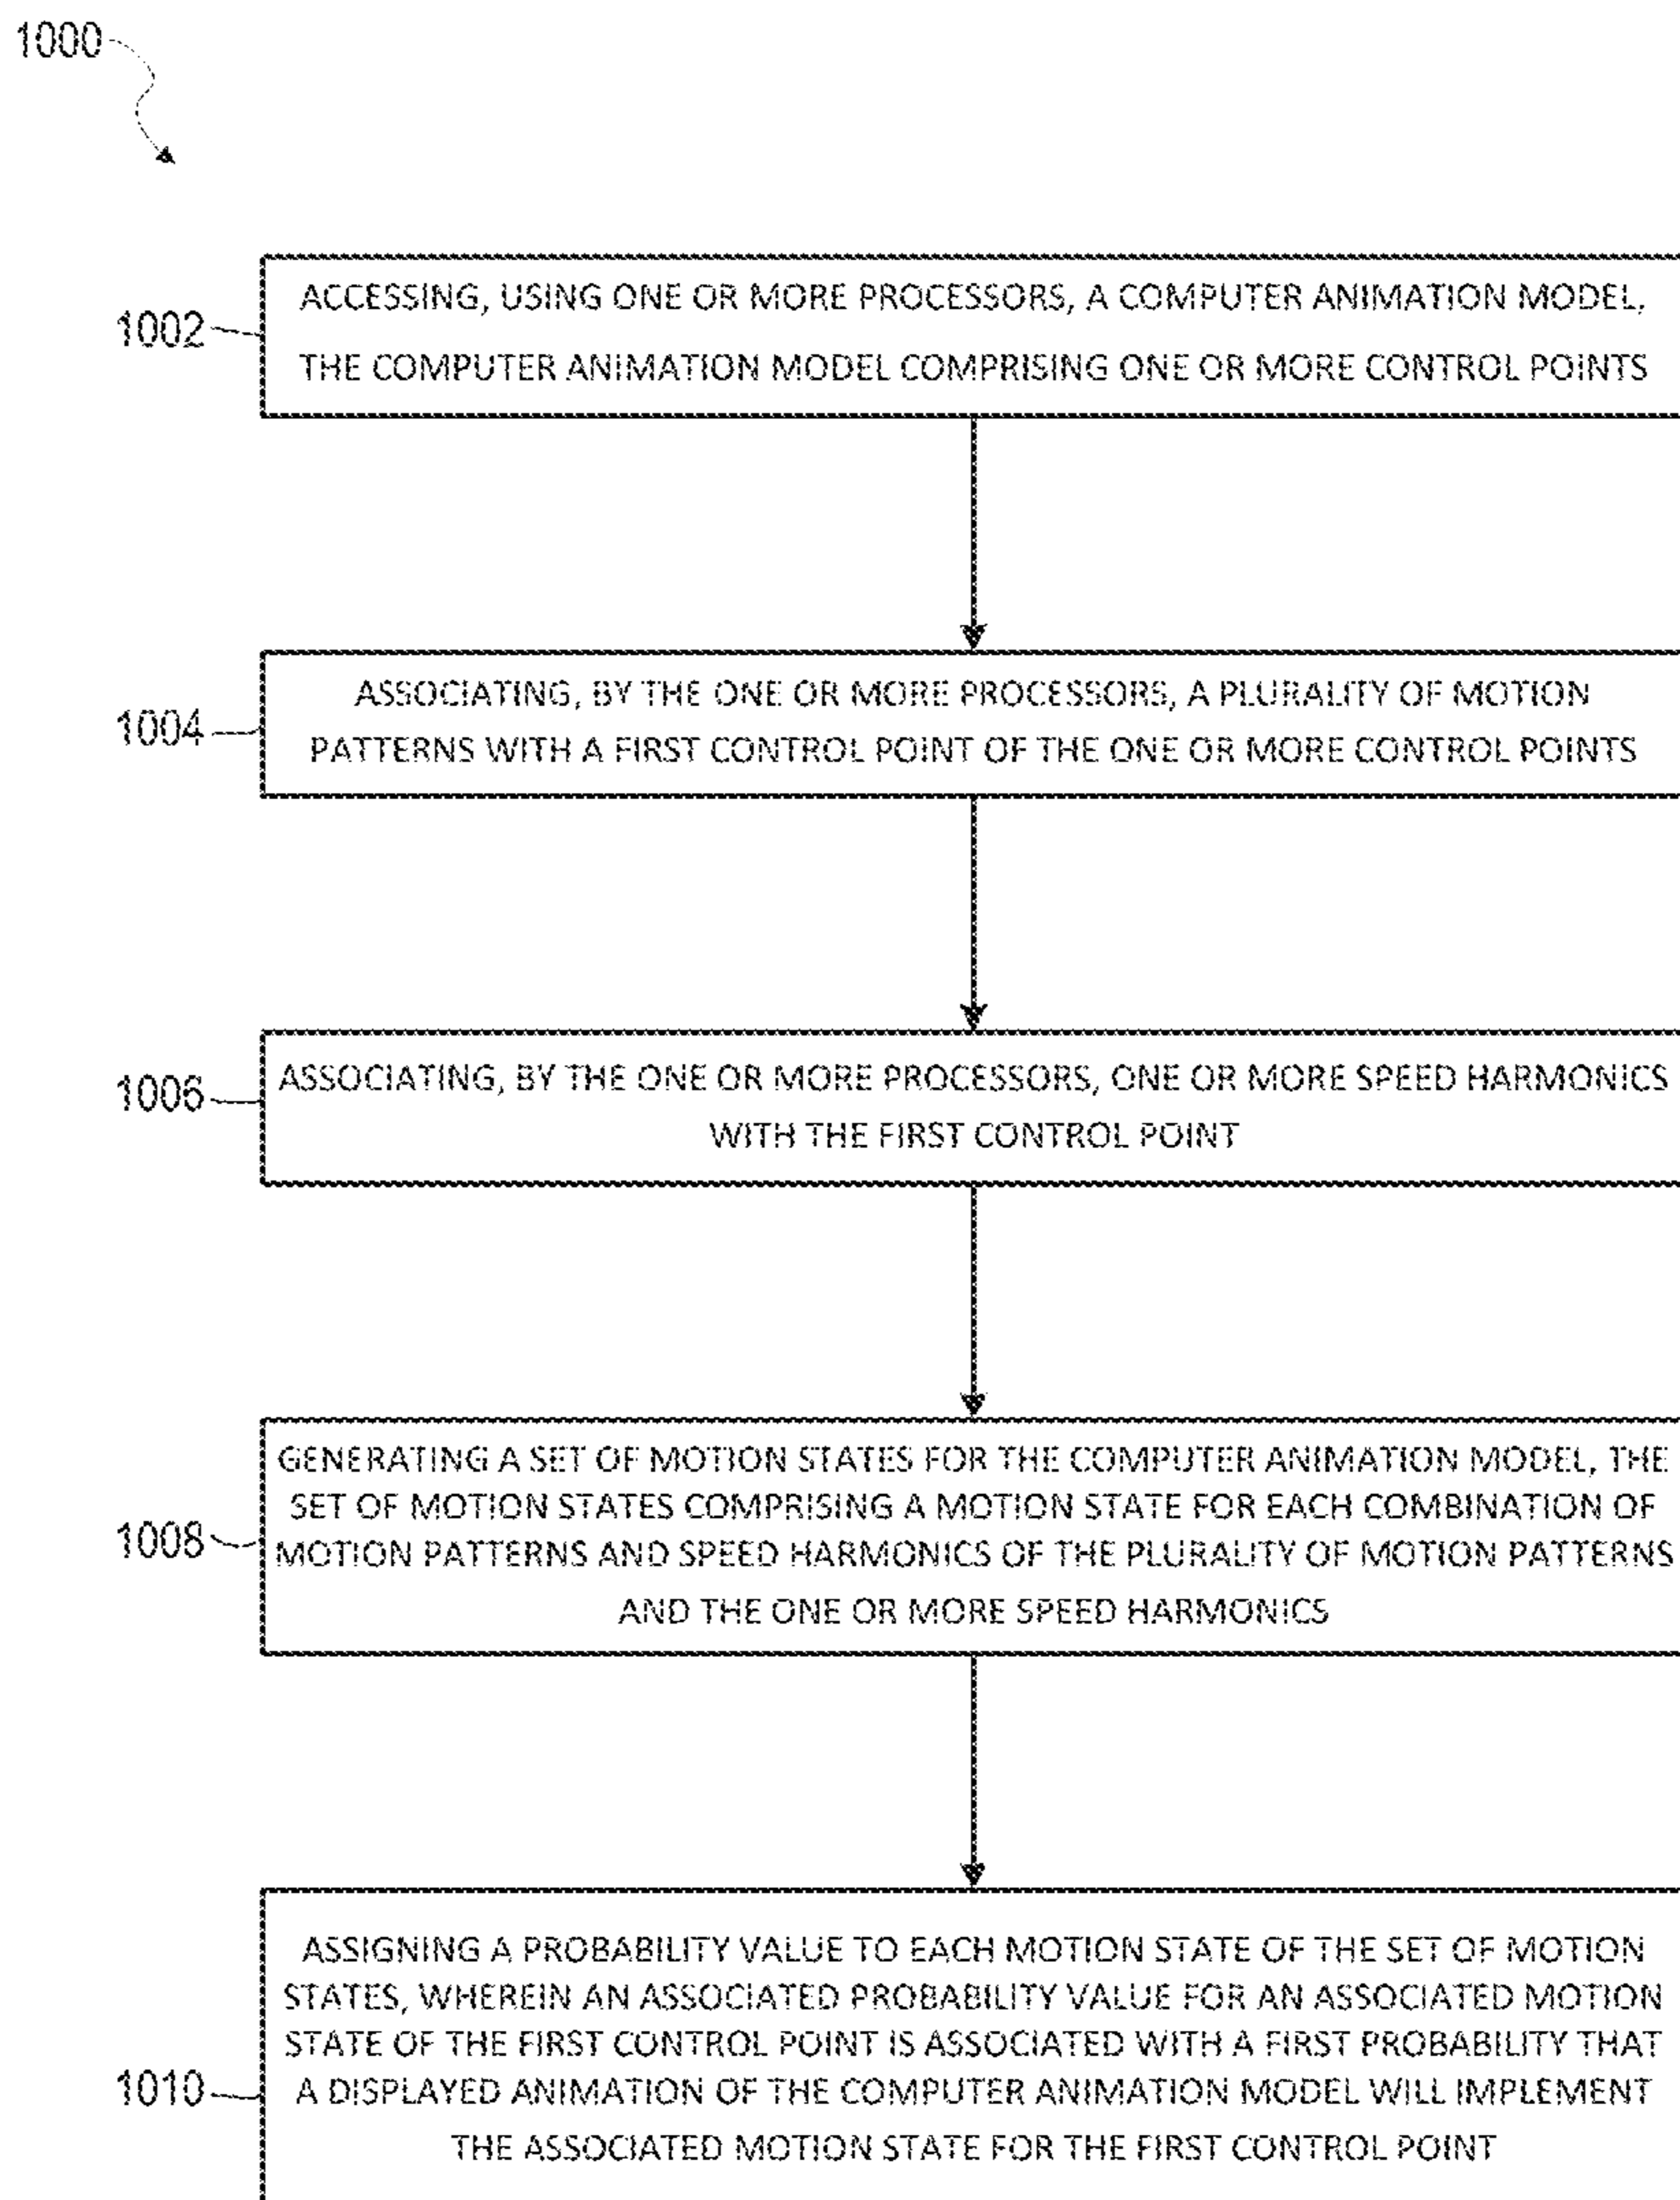 1000
1002
ACCESSING, USING ONE OR MORE PROCESSORS, A COMPUTER ANIMATION MODEL,
THE COMPUTER ANIMATION MODEL COMPRISING ONE OR MORE CONTROL POINTS
1004
ASSOCIATING, BY THE ONE OR MORE PROCESSORS, A PLURALITY OF MOTION
PATTERNS WITH A FIRST CONTROL POINT OF THE ONE OR MORE CONTROL POINTS
1006
ASSOCIATING, BY THE ONE OR MORE PROCESSORS, ONE OR MORE SPEED HARMONICS
WITH THE FIRST CONTROL POINT
1008
GENERATING A SET OF MOTION STATES FOR THE COMPUTER ANIMATION MODEL, THE
SET OF MOTION STATES COMPRISING A MOTION STATE FOR EACH COMBINATION OF
MOTION PATTERNS AND SPEED HARMONICS OF THE PLURALITY OF MOTION PATTERNS
AND THE ONE OR MORE SPEED HARMONICS
1010
ASSIGNING A PROBABILITY VALUE TO EACH MOTION STATE OF THE SET OF MOTION
STATES, WHEREIN AN ASSOCIATED PROBABILITY VALUE FOR AN ASSOCIATED MOTION
STATE OF THE FIRST CONTROL POINT IS ASSOCIATED WITH A FIRST PROBABILITY THAT
A DISPLAYED ANIMATION OF THE COMPUTER ANIMATION MODEL WILL IMPLEMENT
THE ASSOCIATED MOTION STATE FOR THE FIRST CONTROL POINT